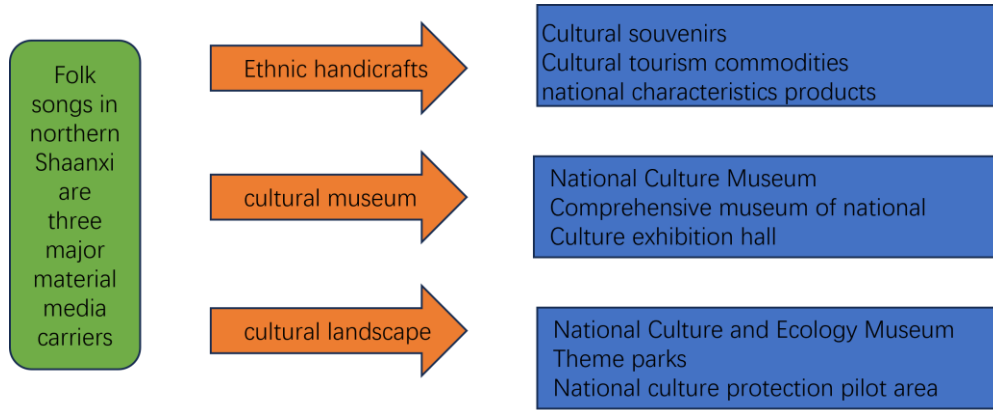 Folk
songs in
northern
Shaanxi
are
three
major
material
media
carriers
Ethnic handicrafts
Cultural souvenirs
Cultural tourism commodities
national characteristics products
cultural museum
National Culture Museum
Comprehensive museum of national
Culture exhibition hall
cultural landscape
National Culture and Ecology Museum
Theme parks
National culture protection pilot area